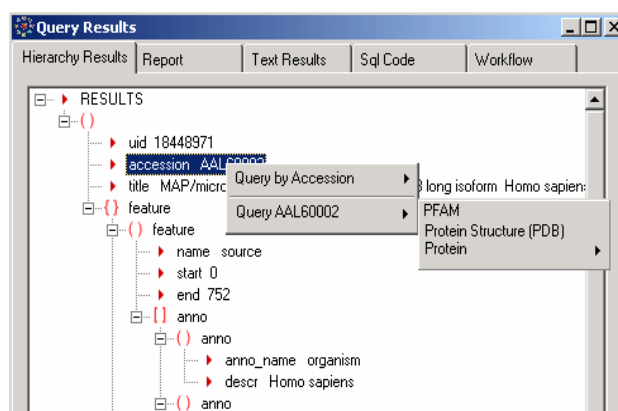 Query Results
Hierarchy Results Report Text Results Sql Code Workflow
RESULTS
()
uid 18448971
accession AAL60002
Query by Accession
title MAP/micro 3 long isoform Homo sapien
Query AAL60002
{} feature
PFAM
() feature
Protein Structure (PDB)
name source
Protein
start 0
end 752
[] anno
() anno
anno_name organism
descr Homo sapiens
() anno